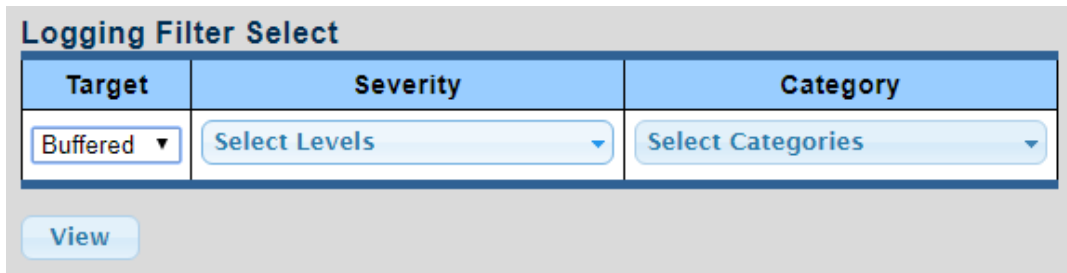 Logging Filter Select
Target Severity Category
Buffered Select Levels Select Categories
View